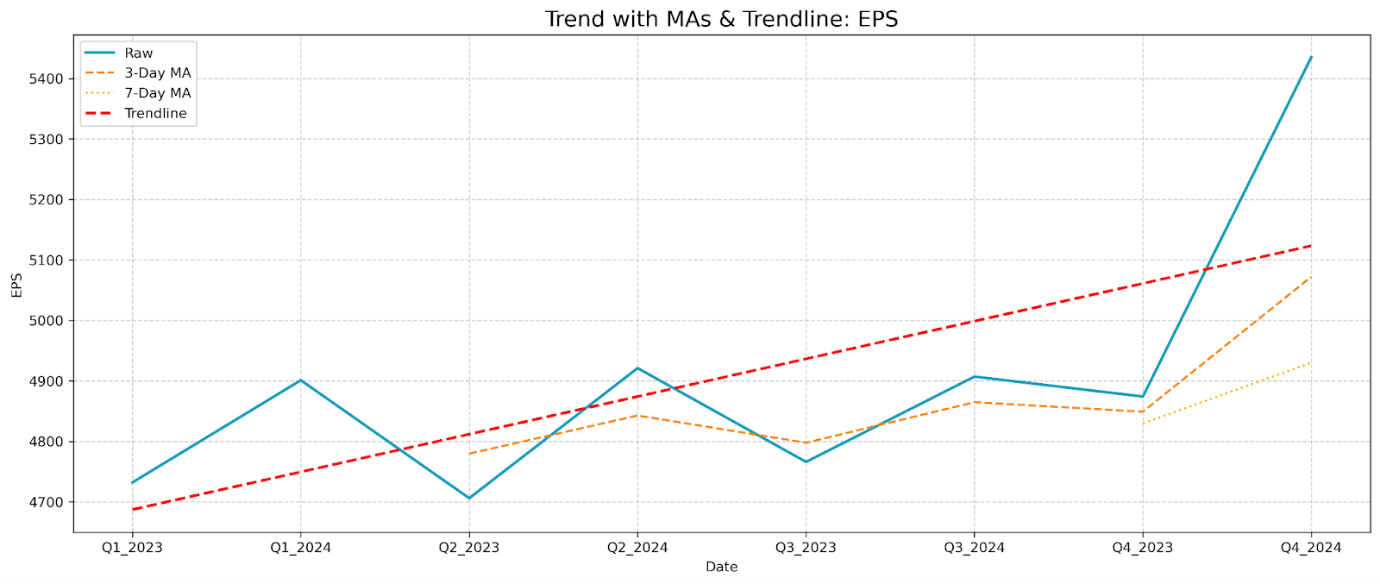 Trend with MAs & Trendline: EPS
Raw
3-Day MA
7-Day MA
Trendline
5400
5300
5200
5100
5000
4900
4800
4700
EPS
Q1_2023 Q1_2024 Q2_2023 Q2_2024 Q3_2023 Q3_2024 Q4_2023 Q4_2024
Date